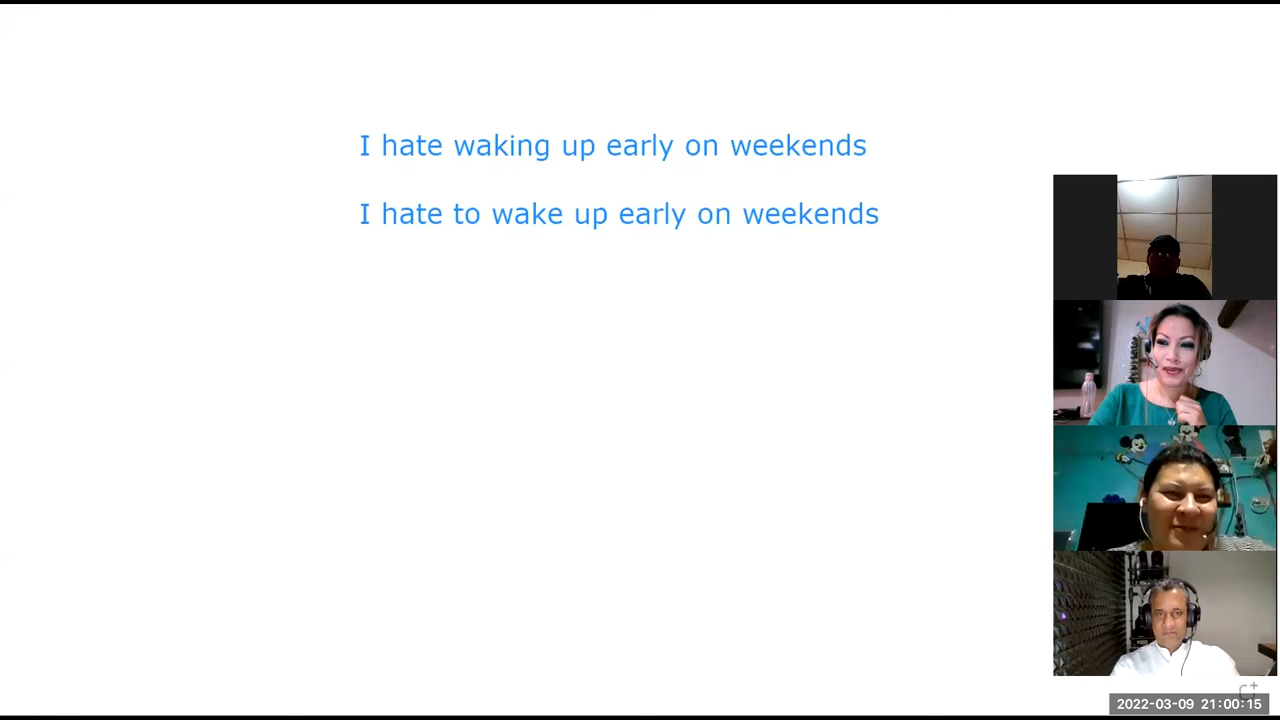 I hate waking up early on weekends
I hate to wake up early on weekends
2022-03-09 21:00:15